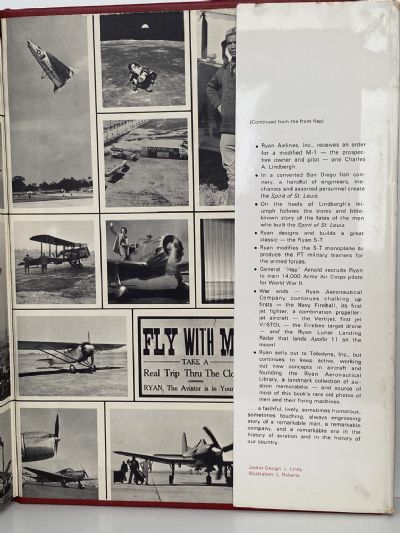 (Continued from the front flap)
• Ryan Airlines, Inc., receives an order
for a modified M-1 — the prospec-
tive owner and pilot — one Charles
A. Lindbergh.
• In a converted San Diego fish can-
nery, a handful of engineers, me-
chanics and assorted personnel create
the Spirit of St. Louis.
• On the heels of Lindbergh's tri-
umph follows the ironic and little-
known story of the fates of the men
who built the Spirit of St. Louis.
• Ryan designs and builds a great
classic — the Ryan S-T.
• Ryan modifies the S-T monoplane to
produce the PT military trainers for
the armed forces.
• General "Hap" Arnold recruits Ryan
to train 14,000 Army Air Corps pilots
for World War II.
• War ends — Ryan Aeronautical
Company continues chalking up
firsts — the Navy Fireball, its first
jet fighter, a combination propeller-
jet aircraft — the Vertijet, first jet
V/STOL — the Firebee target drone
— and the Ryan Lunar Landing
Radar that lands Apollo 11 on the
moon!
• Ryan sells out to Teledyne, Inc., but
continues to keep active, working
out new concepts in aircraft and
founding the Ryan Aeronautical
Library, a landmark collection of av-
iation memorabilia — and source of
most of this book's rare old photos of
men and their flying machines.
... a faithful, lively, sometimes humorous,
sometimes touching, always engrossing
story of a remarkable man, a remarkable
company, and a remarkable era in the
history of aviation and in the history of
our country.
Jacket Design: L. Lindy
Illustration: L. Roberts
FLY WITH M
TAKE A
Real Trip Thru The Clo
RYAN, The Aviator is in Your